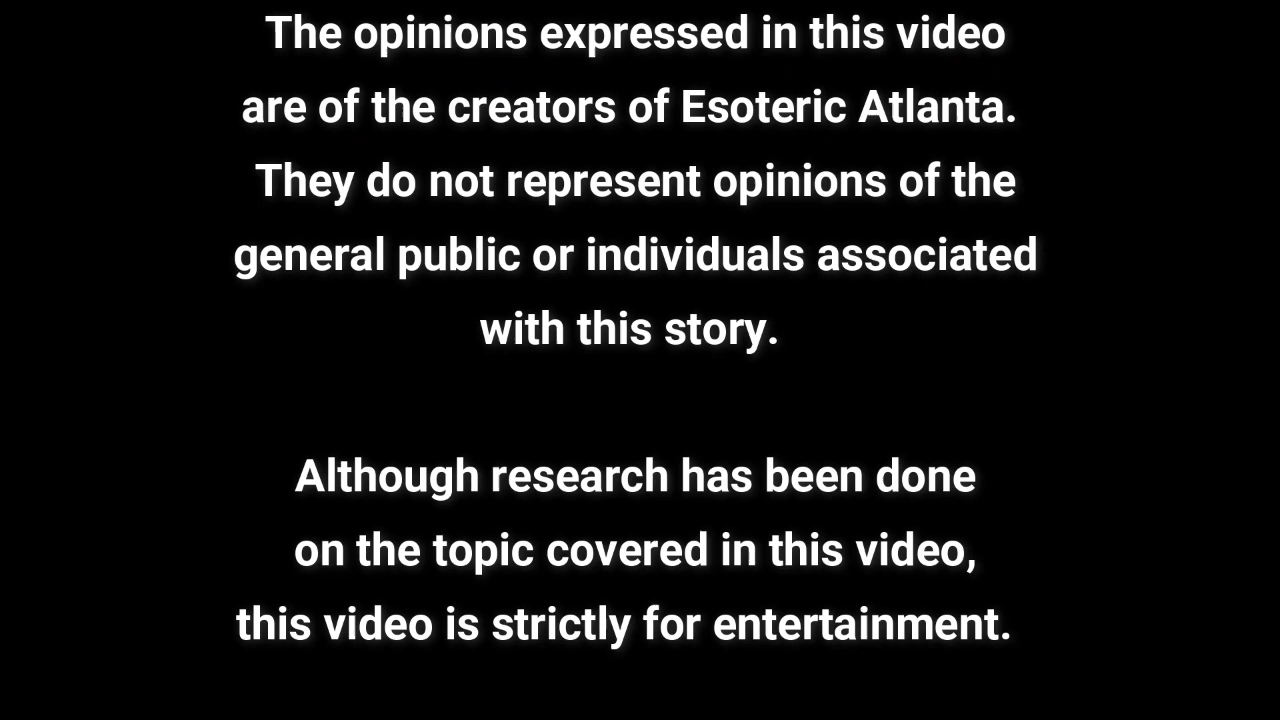 The opinions expressed in this video
are of the creators of Esoteric Atlanta.
They do not represent opinions of the
general public or individuals associated
with this story.
Although research has been done
on the topic covered in this video,
this video is strictly for entertainment.